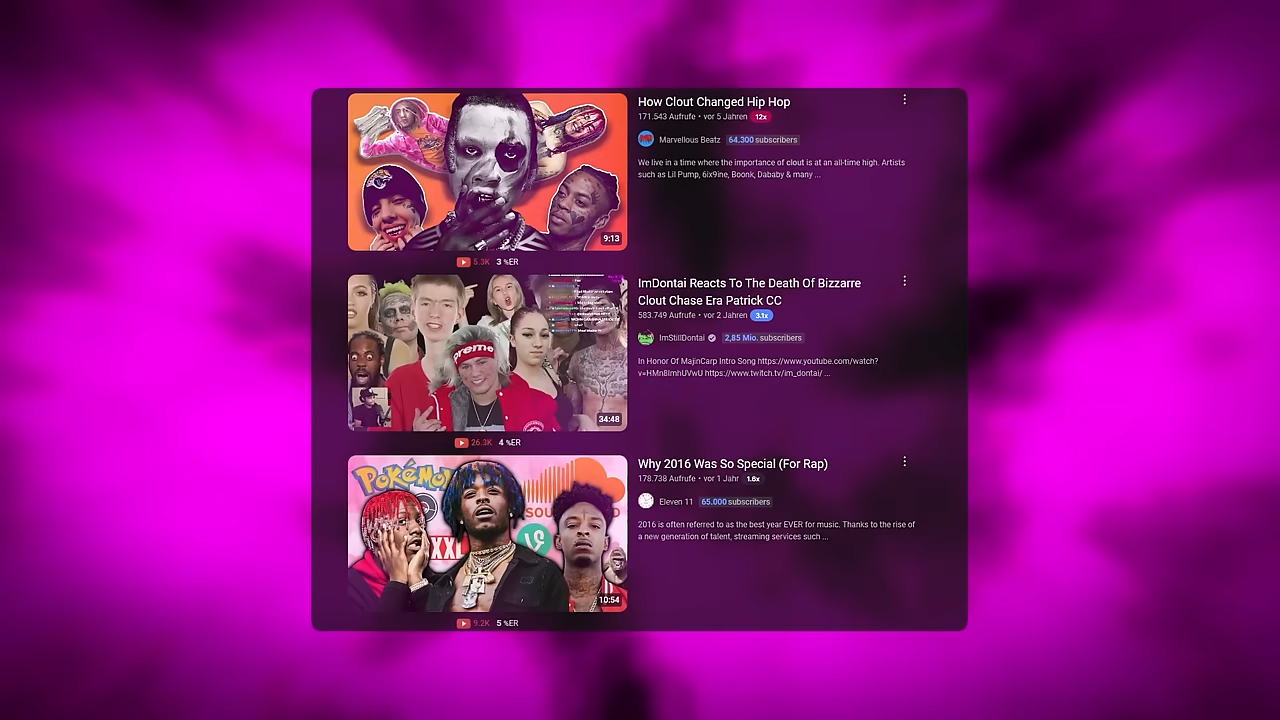 How Clout Changed Hip Hop
171.543 Aufrufe • vor 5 Jahren 12x
Marvellous Beatz 64.300 subscribers
We live in a time where the importance of clout is at an all-time high. Artists
such as Lil Pump, 6ix9ine, Boonk, Dababy & many ...
9:13
5.3K 3 %ER
ImDontai Reacts To The Death Of Bizzarre
Clout Chase Era Patrick CC
583.749 Aufrufe • vor 2 Jahren 3.1x
ImStillDontai 2,85 Mio. subscribers
In Honor Of MajinCarp Intro Song https://www.youtube.com/watch?
v=HMn8ImhUVwU https://www.twitch.tv/im_dontai/ ...
preme
34:48
26.3K 4 %ER
Why 2016 Was So Special (For Rap)
178.738 Aufrufe • vor 1 Jahr 1.6x
Eleven 11 65.000 subscribers
2016 is often referred to as the best year EVER for music. Thanks to the rise of
a new generation of talent, streaming services such ...
POKéMON
SOU D
XXL
10:54
9.2K 5 %ER